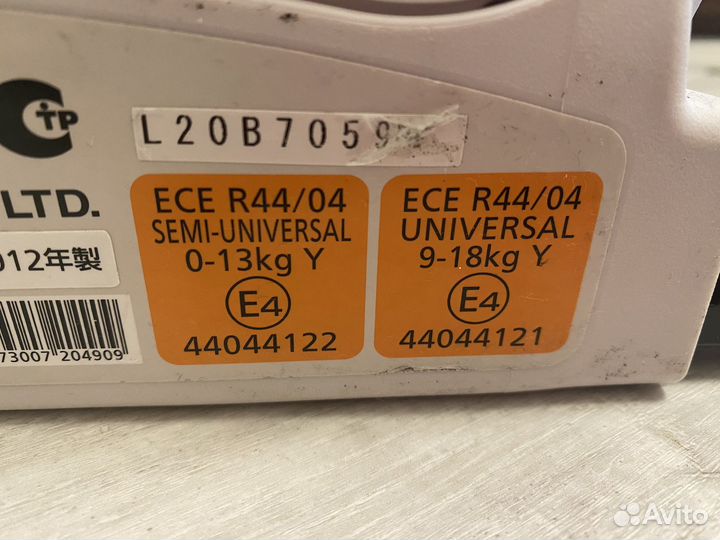 TP
L20B7059
LTD.
012年製
73007 204909
ECE R44/04
SEMI-UNIVERSAL
0-13kg Y
E4
44044122
ECE R44/04
UNIVERSAL
9-18kg Y
E4
44044121
Avito